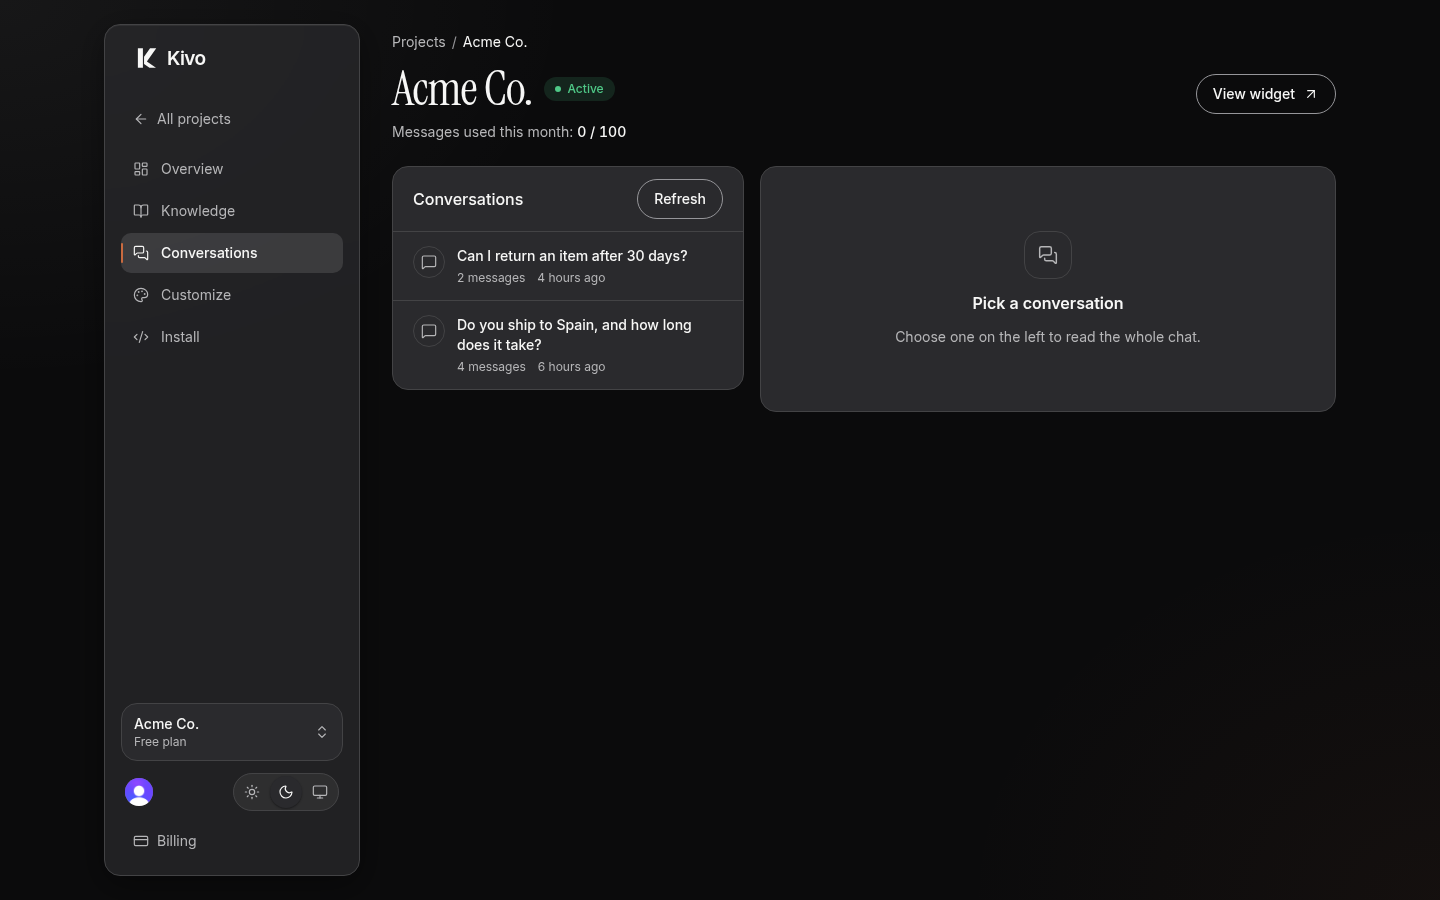 Kivo
All projects
Overview
Knowledge
Conversations
Customize
Install
Acme Co.
Free plan
Billing
Projects / Acme Co.
Acme Co.
Active
Messages used this month: 0 / 100
View widget
Conversations
Refresh
Can I return an item after 30 days?
2 messages 4 hours ago
Do you ship to Spain, and how long
does it take?
4 messages 6 hours ago
Pick a conversation
Choose one on the left to read the whole chat.